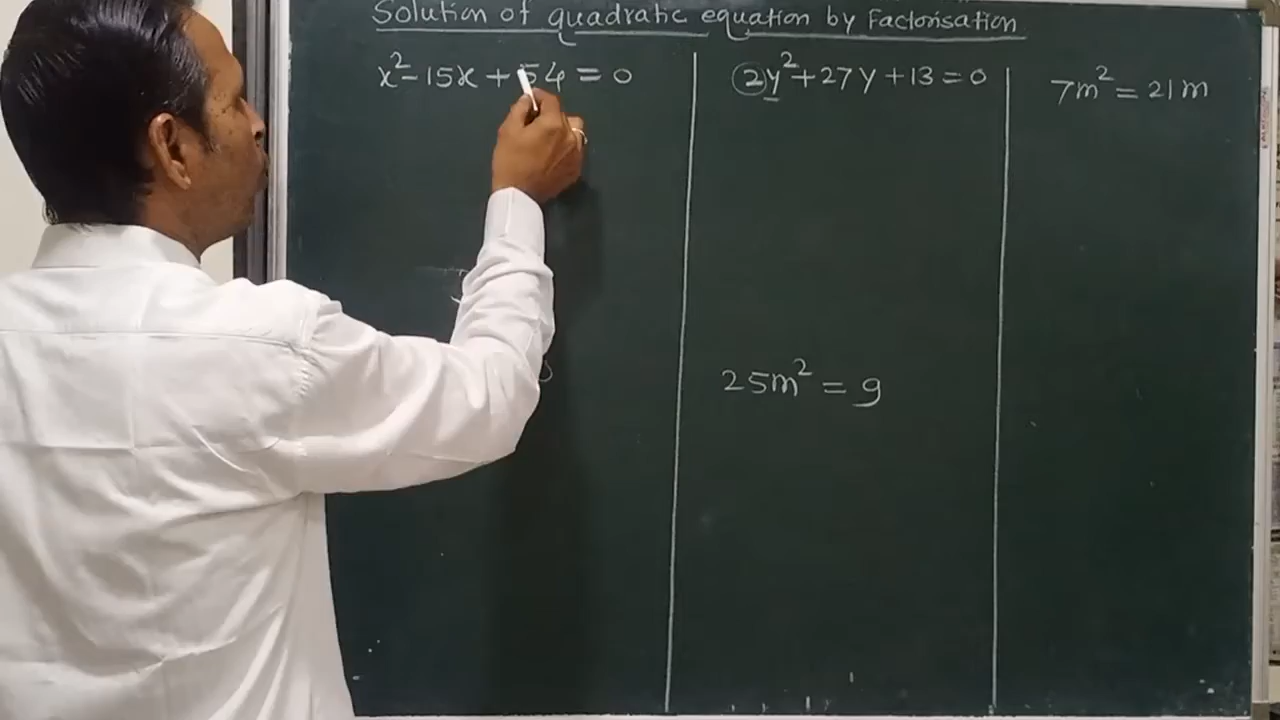 Solution of quadratic equation by Factorisation
x² - 15x + 54 = 0
2y² + 27y + 13 = 0
25m² = 9
7m² = 21m